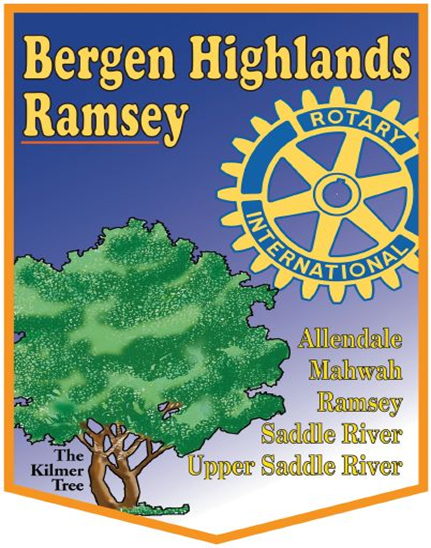 Bergen Highlands
Ramsey
ROTARY
INTERNATIONAL
Allendale
Mahwah
Ramsey
Saddle River
Upper Saddle River
The
Kilmer
Tree